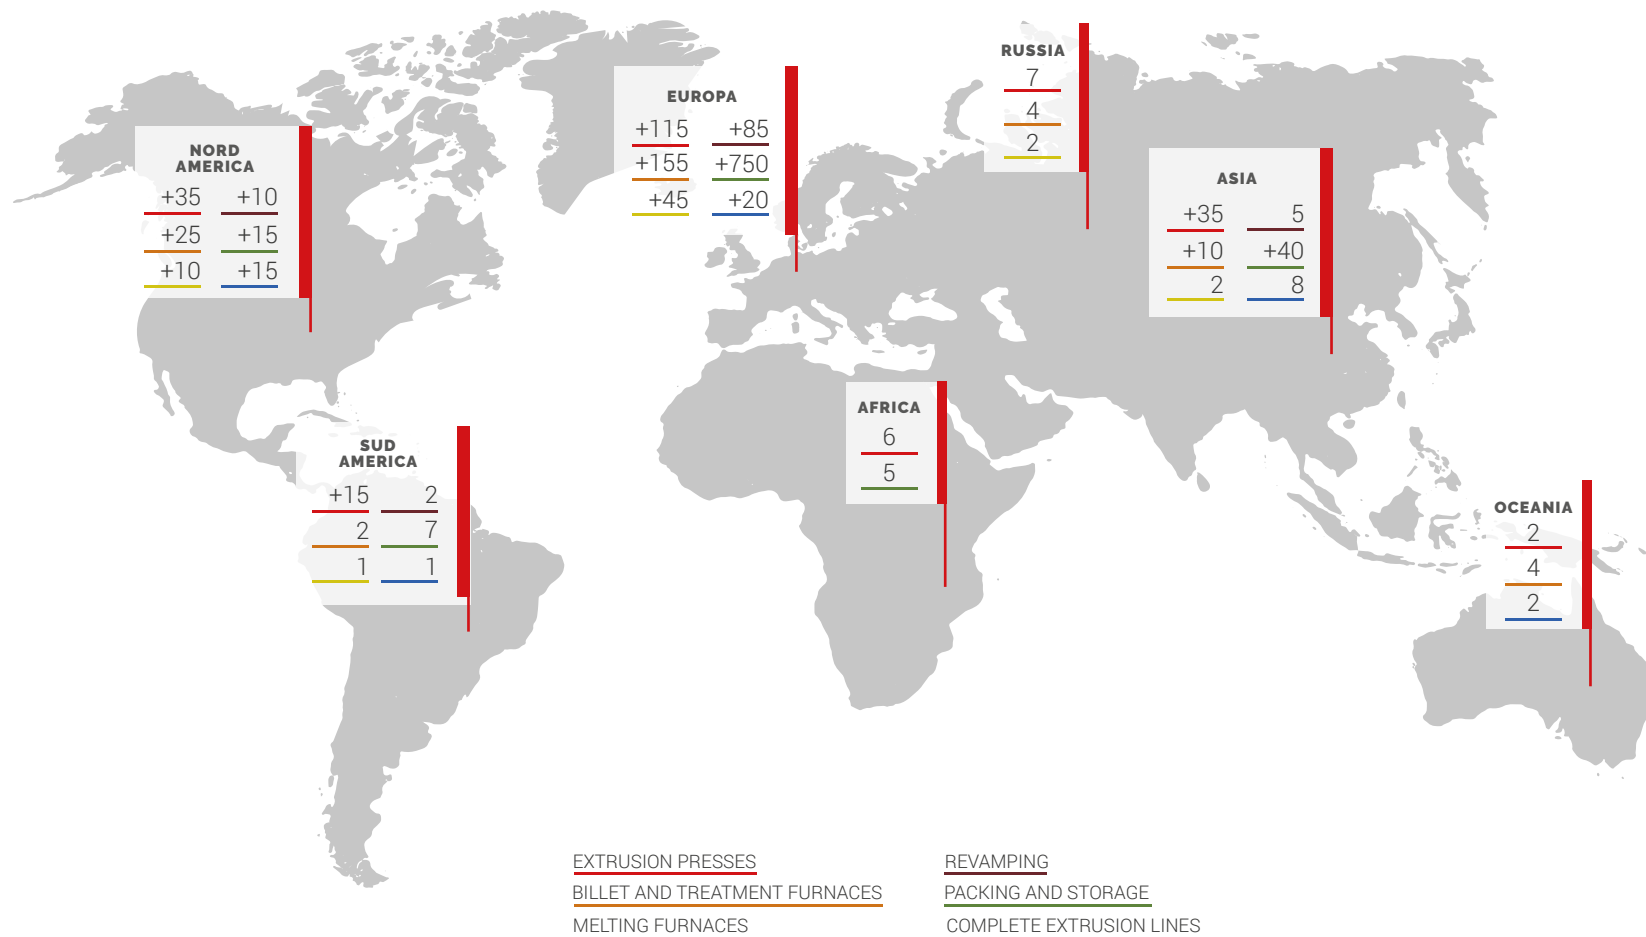 NORD
AMERICA
+35 +10
+25 +15
+10 +15
EUROPA
+115 +85
+155 +750
+45 +20
RUSSIA
7
4
2
ASIA
+35 5
+10 +40
2 8
SUD
AMERICA
+15 2
2 7
1 1
AFRICA
6
5
OCEANIA
2
4
2
EXTRUSION PRESSES
BILLET AND TREATMENT FURNACES
MELTING FURNACES
REVAMPING
PACKING AND STORAGE
COMPLETE EXTRUSION LINES